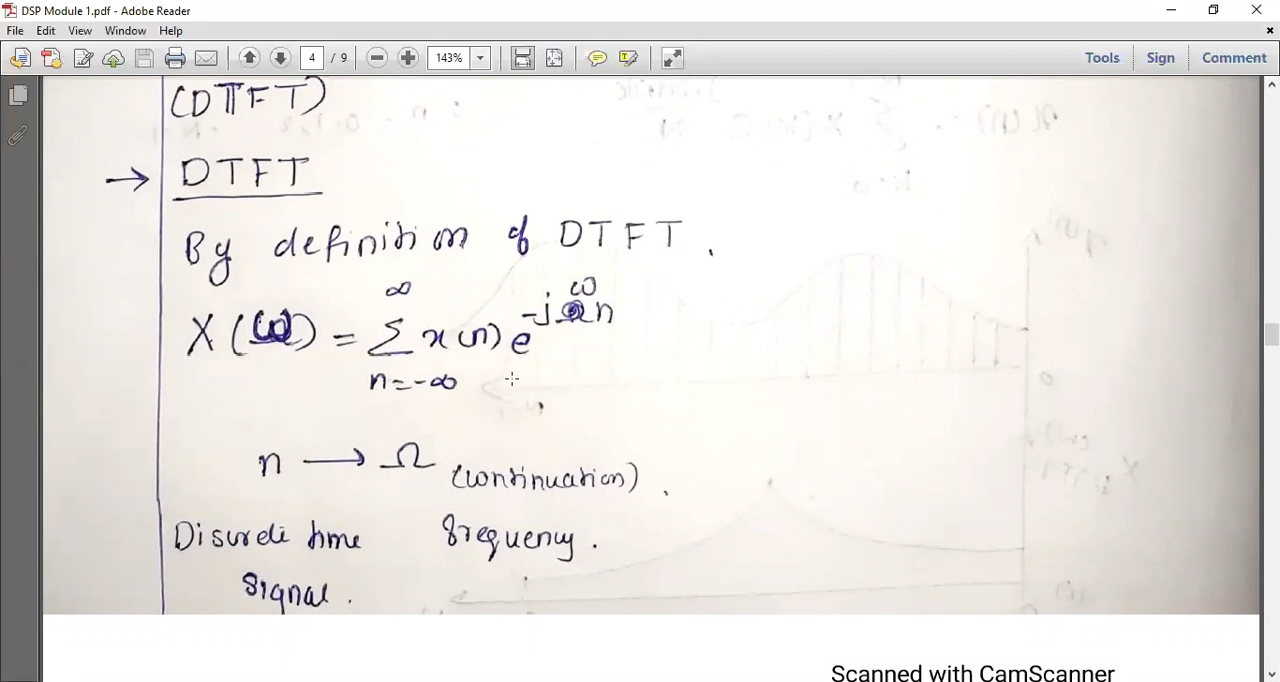 DSP Module 1.pdf - Adobe Reader
File Edit View Window Help
4 / 9 143% Tools Sign Comment
(DTFT)
→ DTFT
By definition of DTFT.
X(ω) = ∑ x(n) e^{-jωn}
∞
n=-∞
n → Ω (continuation).
Discrete time frequency.
Signal.
Scanned with CamScanner